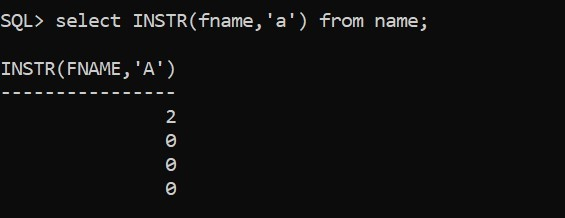 SQL> select INSTR(fname,'a') from name;
INSTR(FNAME,'A')
----------------
2
0
0
0